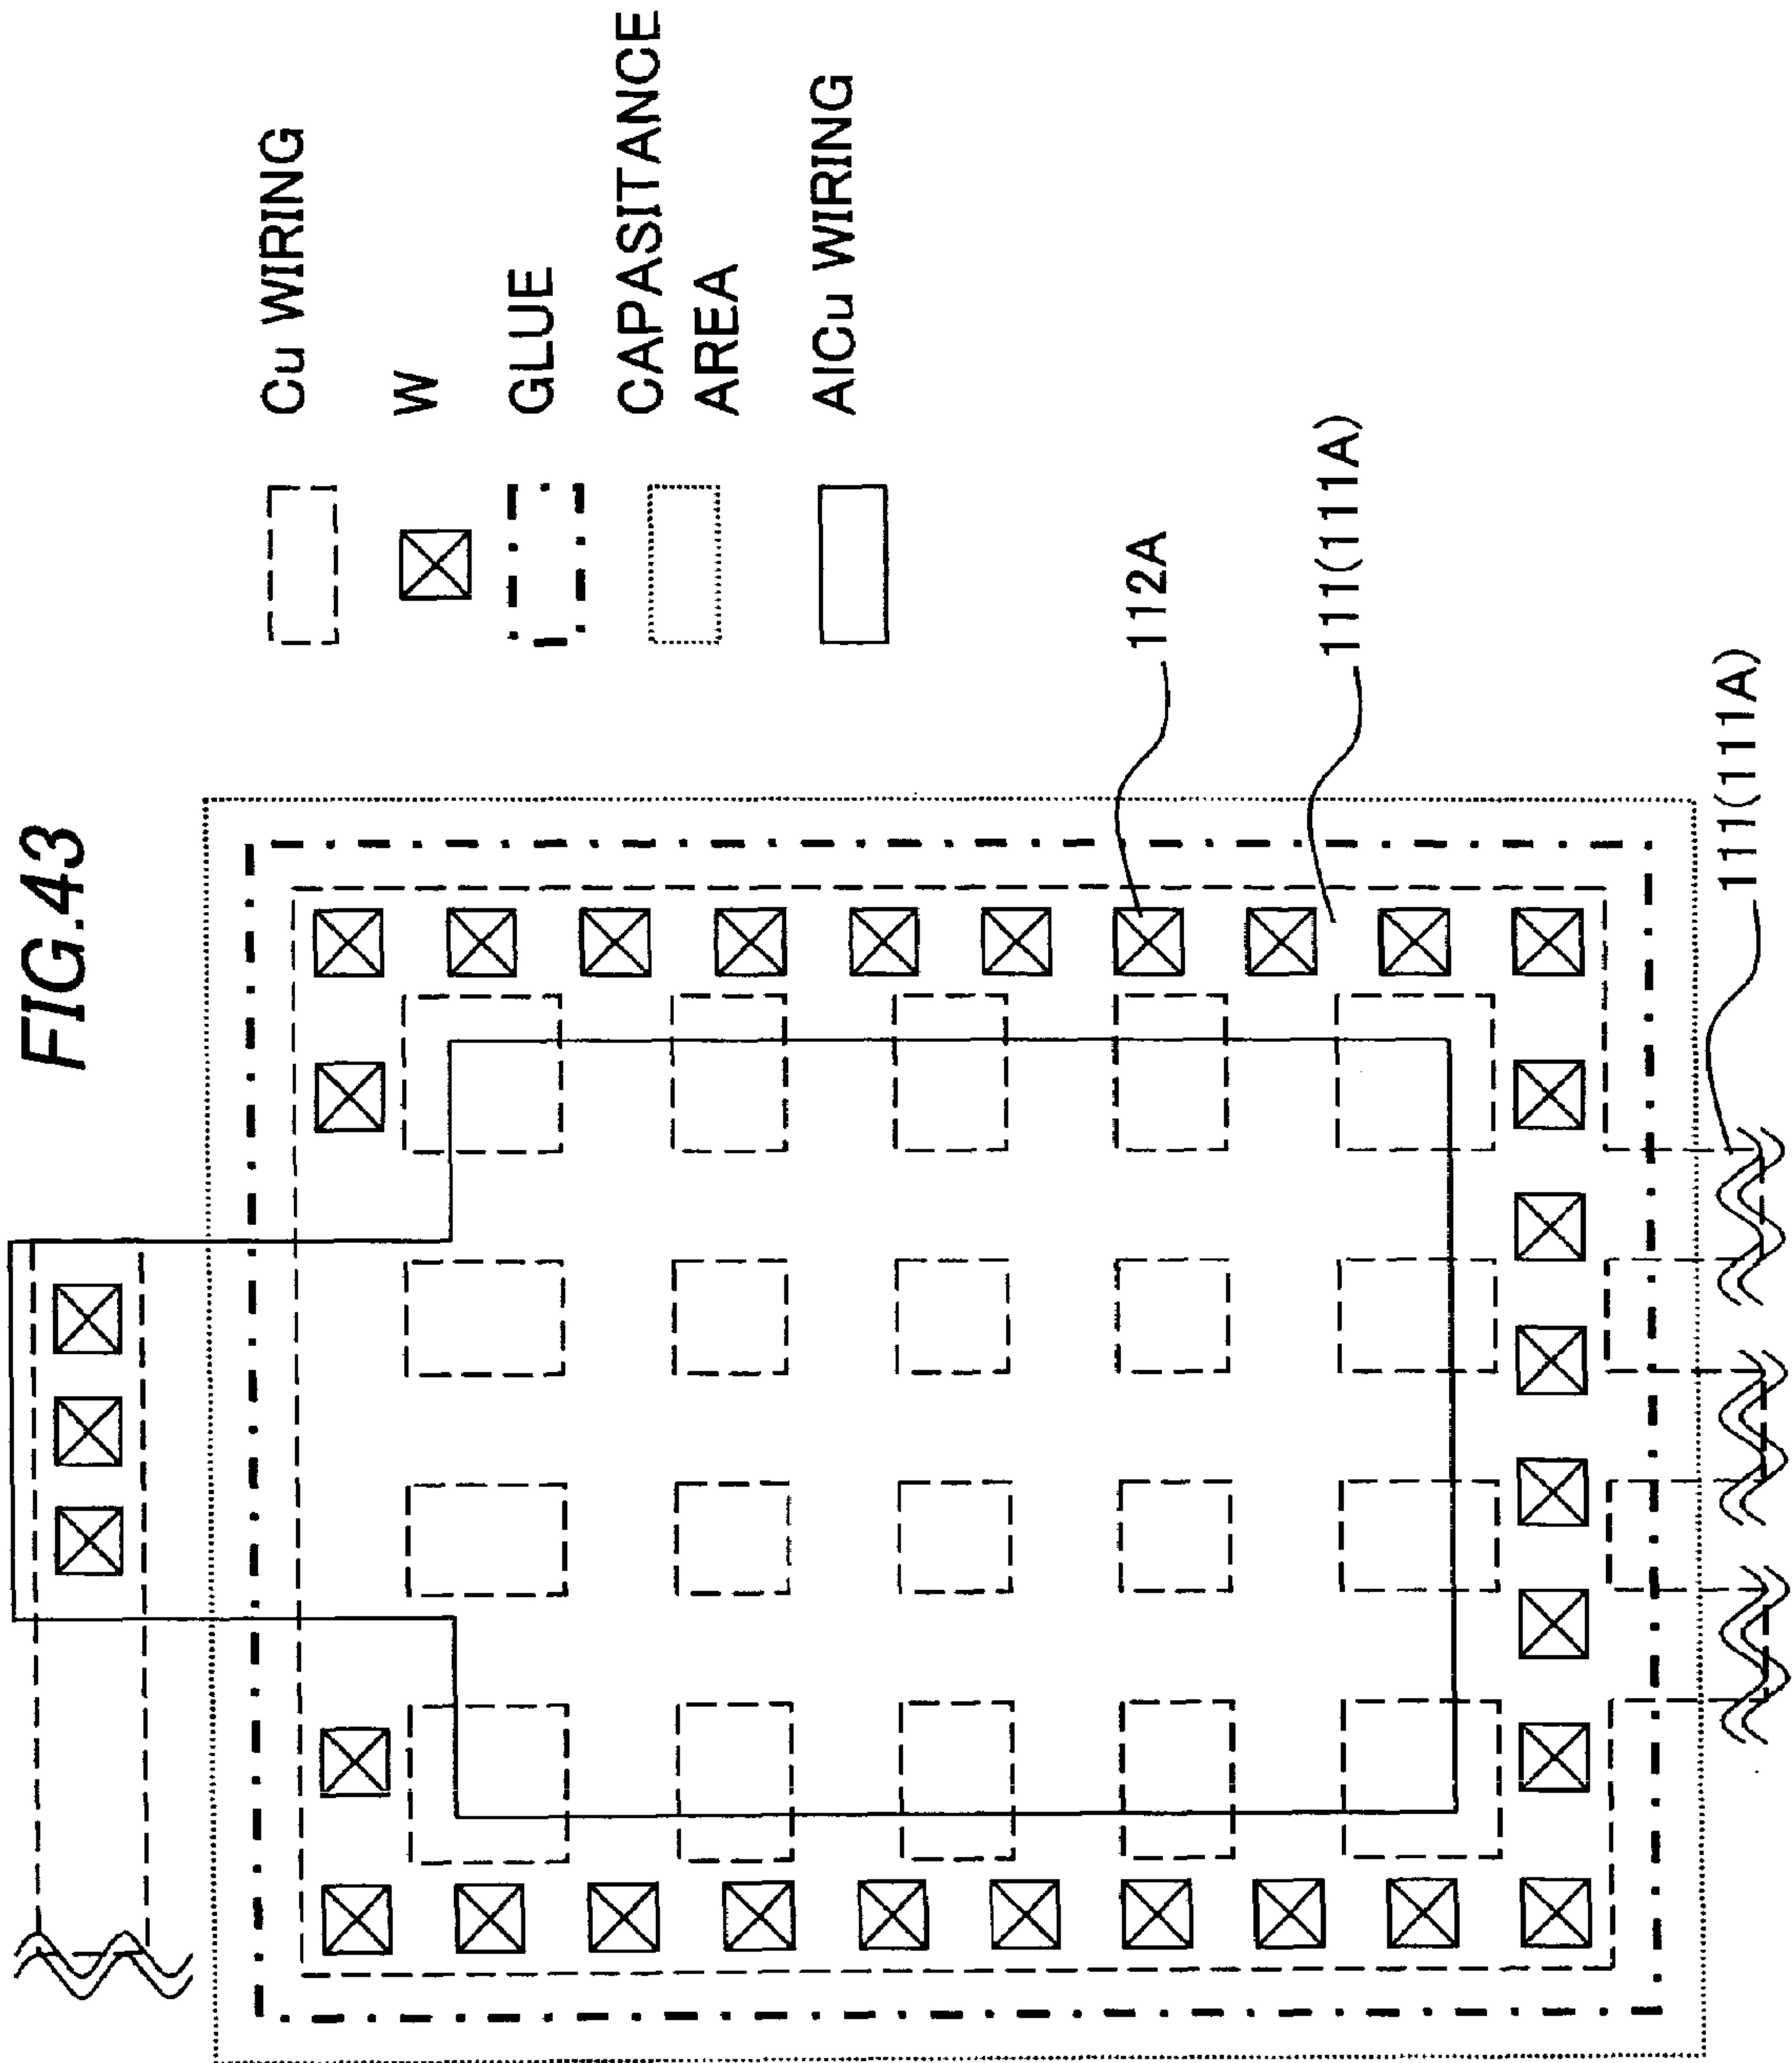 FIG.43
Cu WIRING
W
GLUE
CAPASITANCE
AREA
AlCu WIRING
112A
111(111A)
111(111A)